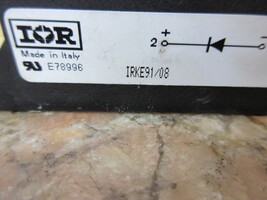 IOR
Made in Italy
E78996
2 + -
IRKE91/08